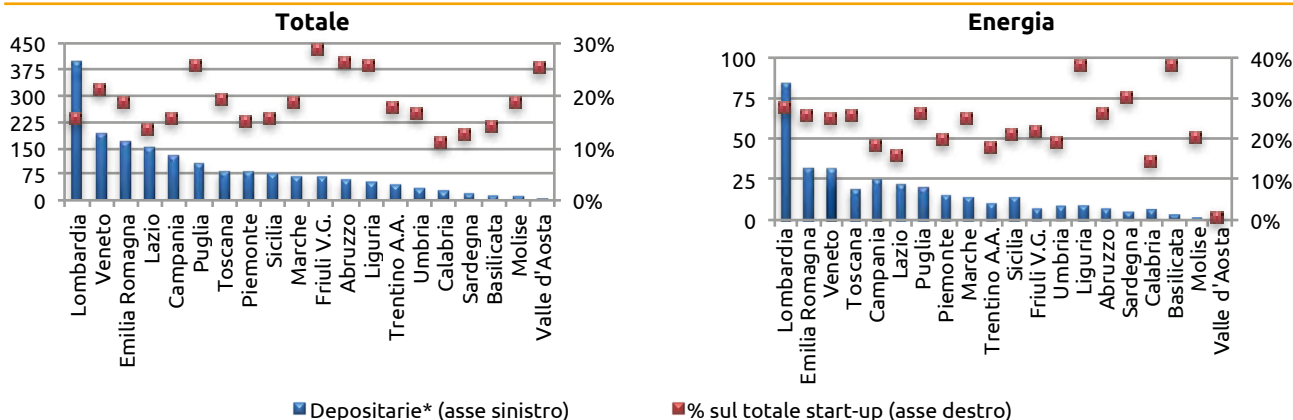 Totale
450
375
300
225
150
75
0
30%
20%
10%
0%
Lombardia
Veneto
Emilia Romagna
Lazio
Campania
Puglia
Toscana
Piemonte
Sicilia
Marche
Friuli V.G.
Abruzzo
Liguria
Trentino A.A.
Umbria
Calabria
Sardegna
Basilicata
Molise
Valle d'Aosta
Energia
100
75
50
25
0
40%
30%
20%
10%
0%
Lombardia
Emilia Romagna
Veneto
Toscana
Campania
Lazio
Puglia
Piemonte
Marche
Trentino A.A.
Sicilia
Friuli V.G.
Umbria
Liguria
Abruzzo
Sardegna
Calabria
Basilicata
Molise
Valle d'Aosta
Depositarie* (asse sinistro)
% sul totale start-up (asse destro)